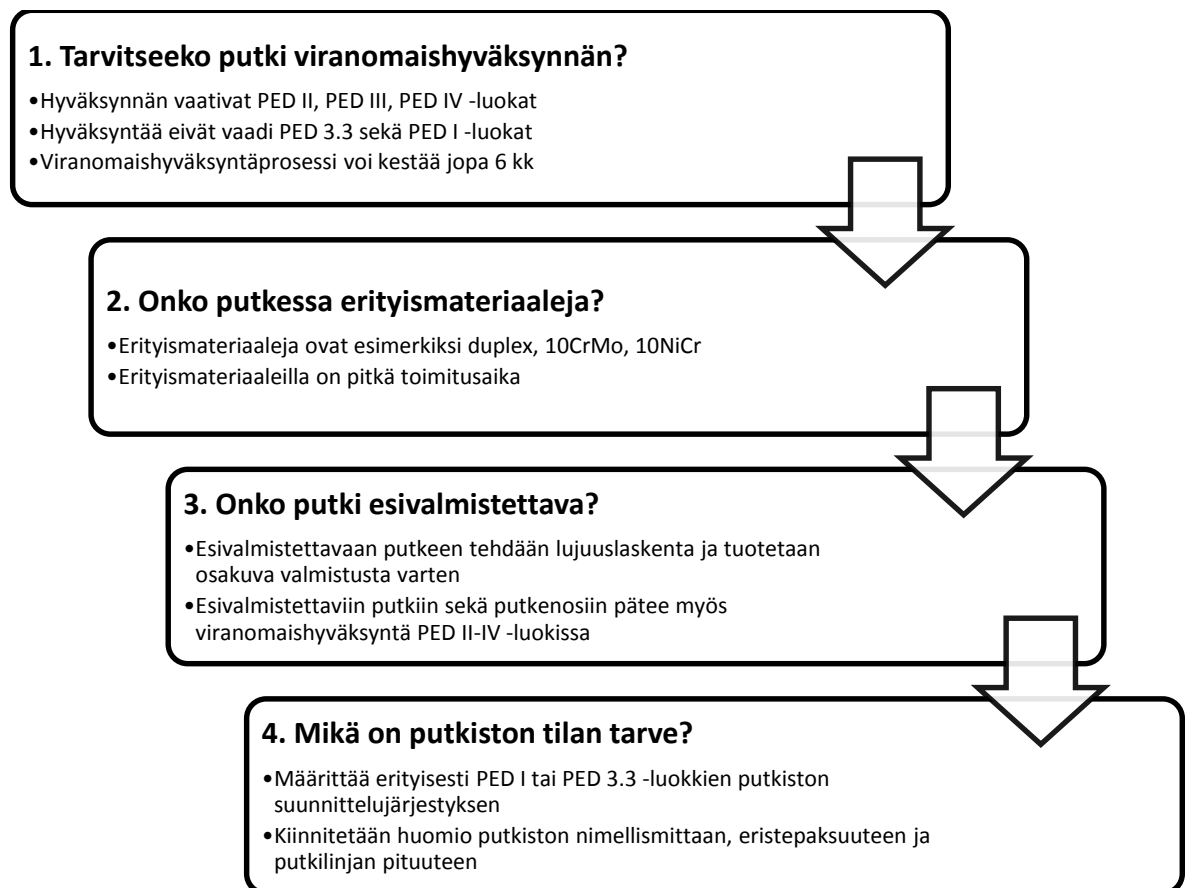 1. Tarvitseeko putki viranomaishyväksynnän?
•Hyväksynnän vaativat PED II, PED III, PED IV -luokat
•Hyväksyntää eivät vaadi PED 3.3 sekä PED I -luokat
•Viranomaishyväksyntäprosessi voi kestää jopa 6 kk
2. Onko putkessa erityismateriaaleja?
•Erityismateriaaleja ovat esimerkiksi duplex, 10CrMo, 10NiCr
•Erityismateriaaleilla on pitkä toimitusaika
3. Onko putki esivalmistettava?
•Esivalmistettavaan putkeen tehdään lujuuslaskenta ja tuotetaan
osakuva valmistusta varten
•Esivalmistettaviin putkiin sekä putkenosiin pätee myös
viranomaishyväksyntä PED II-IV -luokissa
4. Mikä on putkiston tilan tarve?
•Määrittää erityisesti PED I tai PED 3.3 -luokkien putkiston
suunnittelujärjestyksen
•Kiinnitetään huomio putkiston nimellismittaan, eristepaksuuteen ja
putkilinjan pituuteen